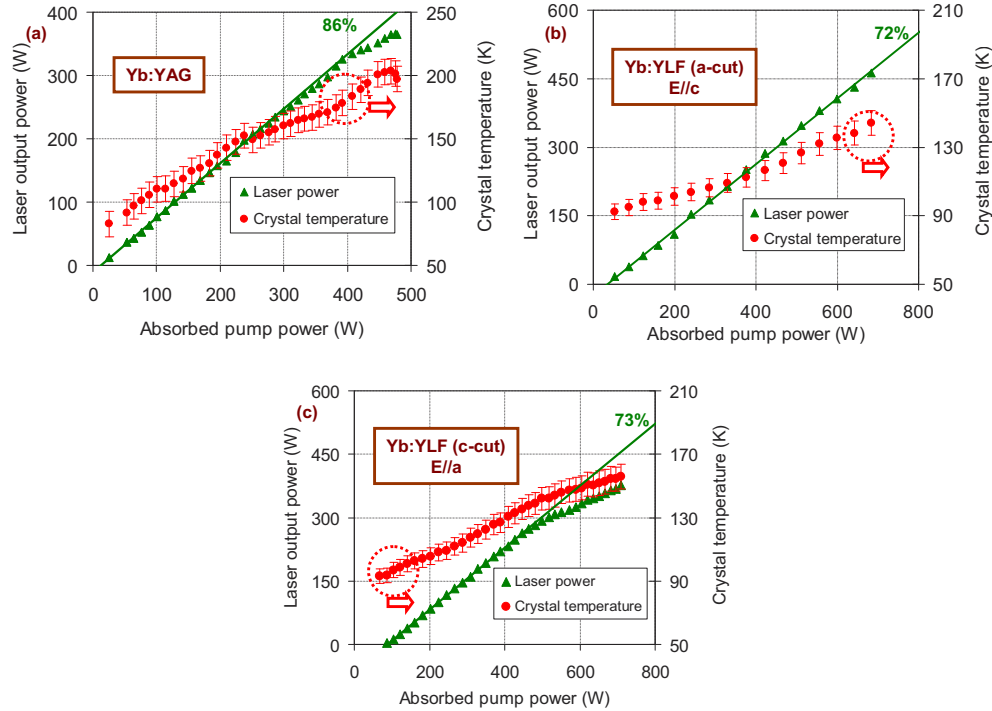 (a)
Yb:YAG
86%
400
300
200
100
0
250
200
150
100
50
0 100 200 300 400 500
Laser output power (W)
Crystal temperature (K)
Absorbed pump power (W)
Laser power
Crystal temperature
(b)
Yb:YLF (a-cut)
E//c
72%
600
450
300
150
0
210
170
130
90
50
0 200 400 600 800
Laser output power (W)
Crystal temperature (K)
Absorbed pump power (W)
Laser power
Crystal temperature
(c)
Yb:YLF (c-cut)
E//a
73%
600
450
300
150
0
210
170
130
90
50
0 200 400 600 800
Laser output power (W)
Crystal temperature (K)
Absorbed pump power (W)
Laser power
Crystal temperature